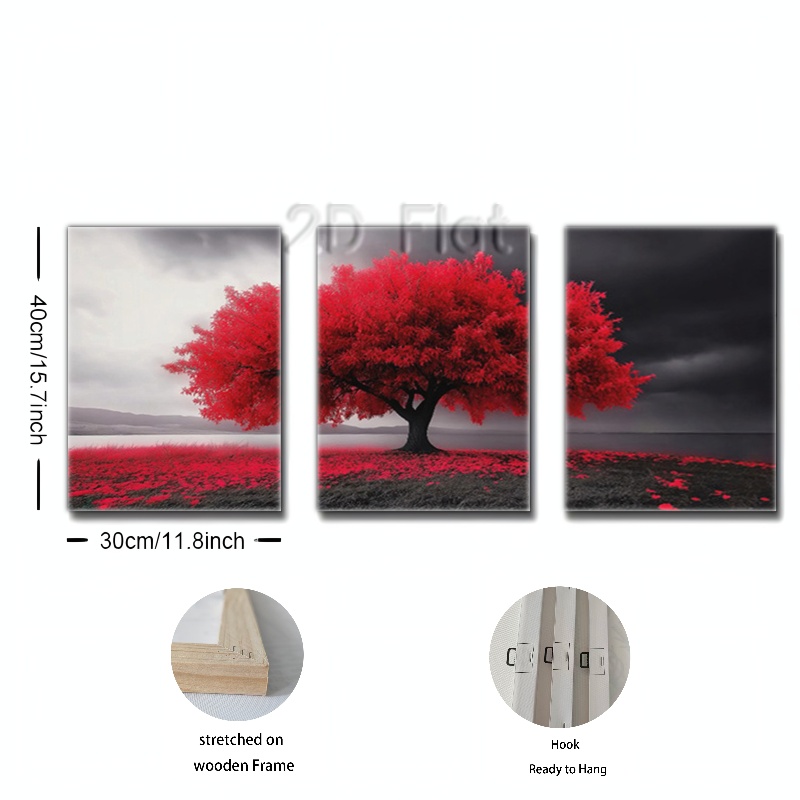 2D Flat
40cm/15.7inch
30cm/11.8inch
stretched on
wooden Frame
Hook
Ready to Hang